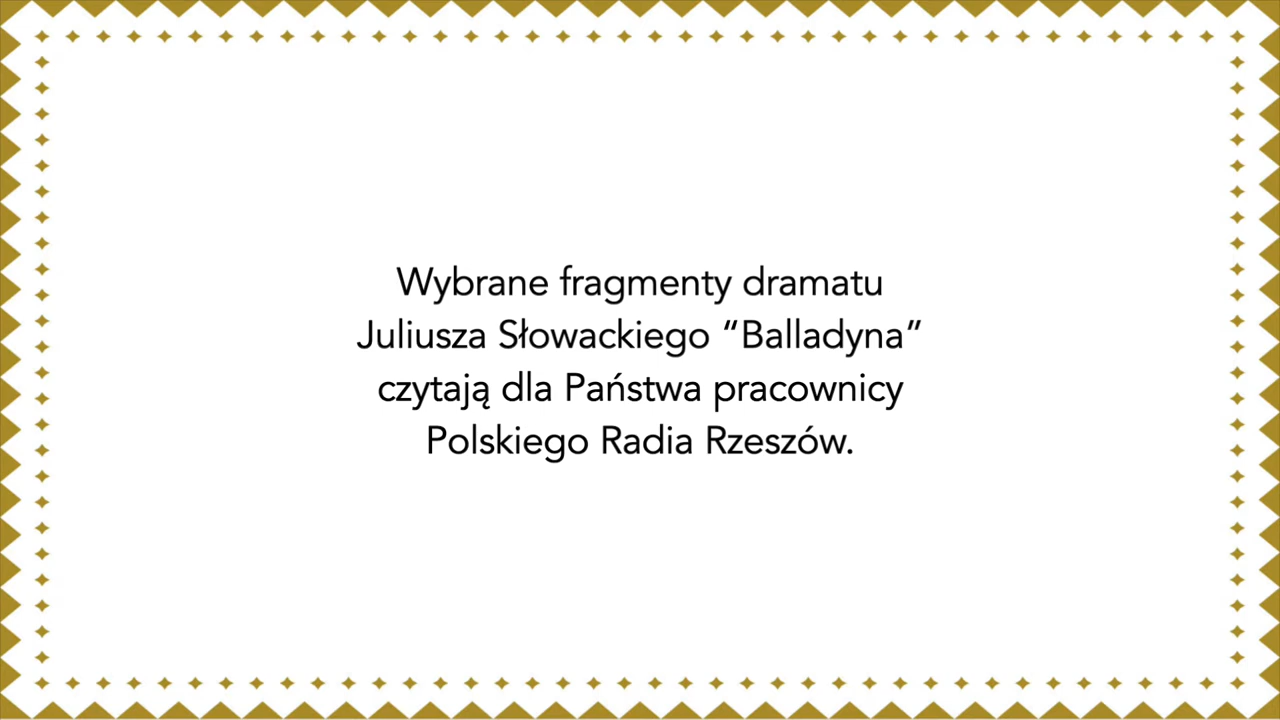 Wybrane fragmenty dramatu
Juliusza Słowackiego “Balladyna”
czytają dla Państwa pracownicy
Polskiego Radia Rzeszów.